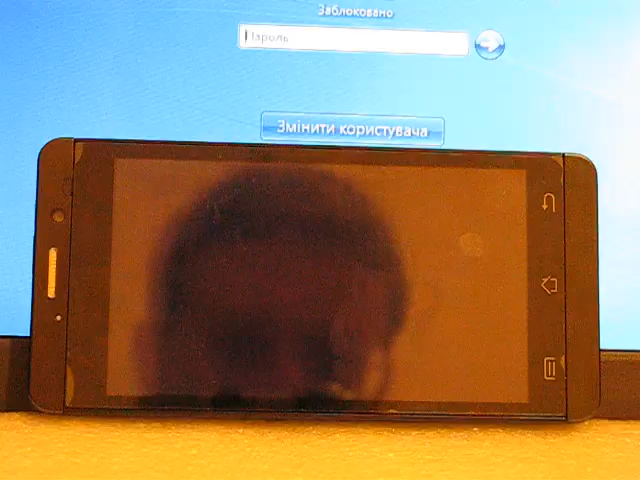 Заблоковано
Пароль
Змінити користувача